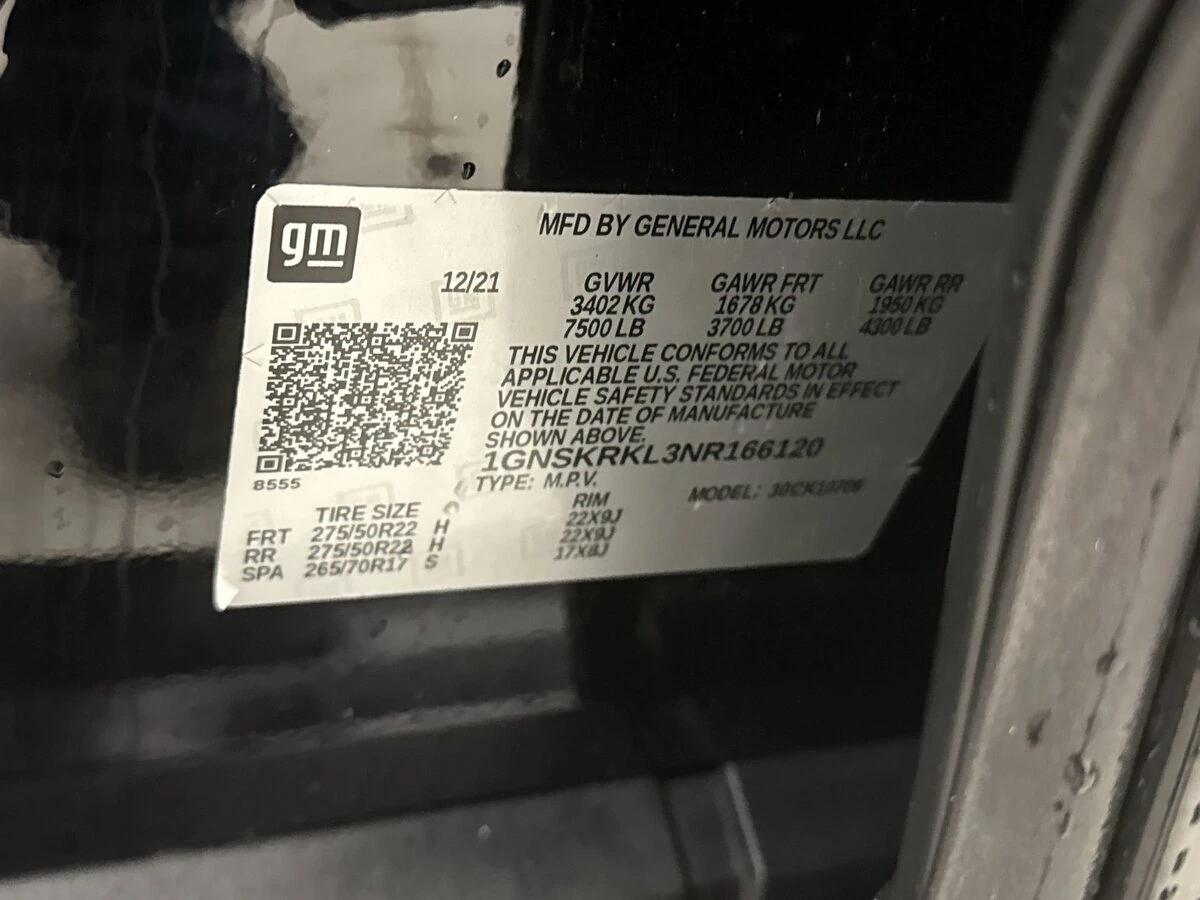 gm
MFD BY GENERAL MOTORS LLC
12/21 GVWR GAWR FRT GAWR RR
3402 KG 1678 KG 1950 KG
7500 LB 3700 LB 4300 LB
THIS VEHICLE CONFORMS TO ALL
APPLICABLE U.S. FEDERAL MOTOR
VEHICLE SAFETY STANDARDS IN EFFECT
ON THE DATE OF MANUFACTURE
SHOWN ABOVE.
1GNSKRKL3NR166120
8555
TYPE: M.P.V. MODEL:
TIRE SIZE RIM
FRT 275/50R22 H 22X9J
RR 275/50R22 H 22X9J
SPA 265/70R17 S 17X8J